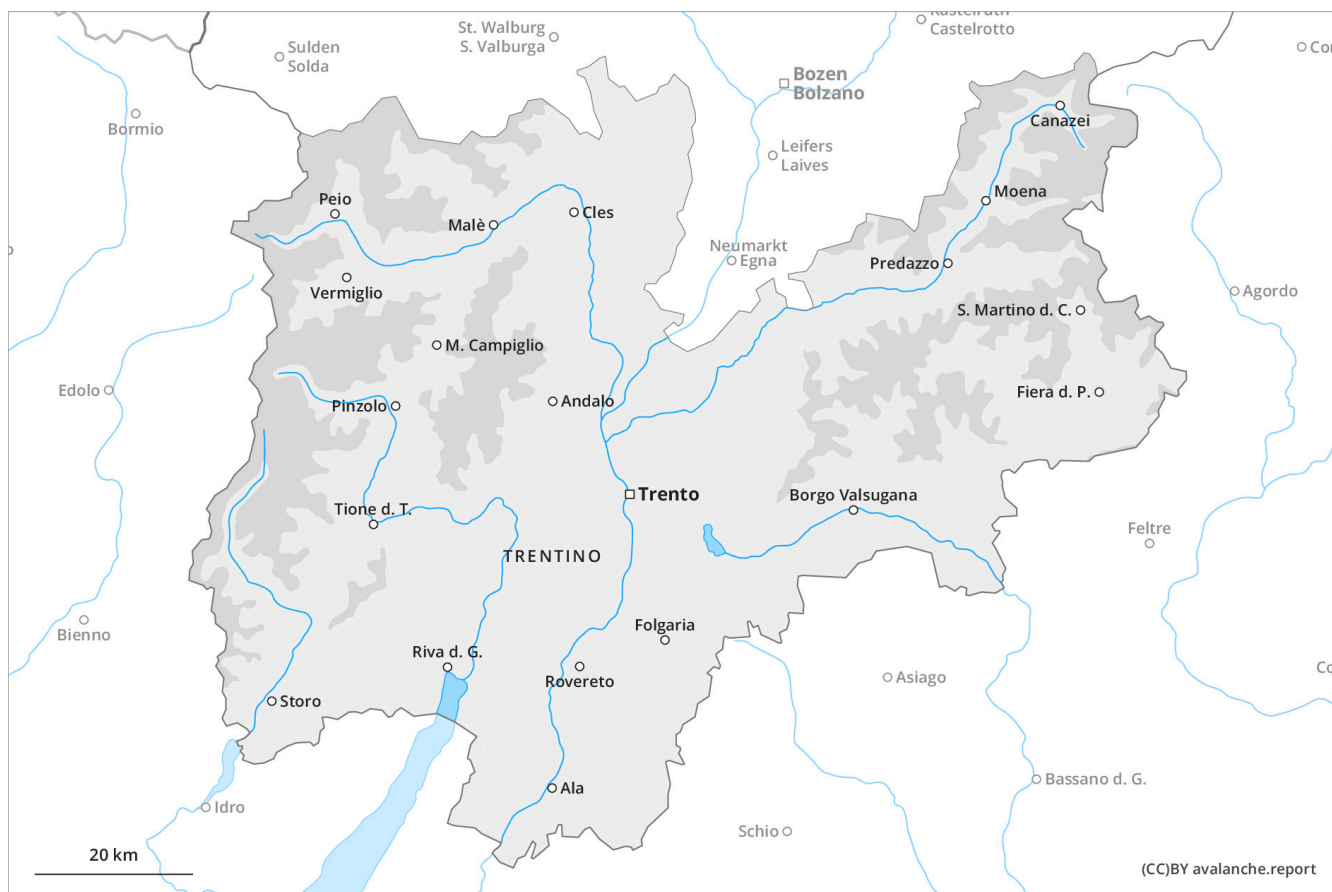 Kastelruth
Castelrotto
St. Walburg
S. Valburga
Sulden
Solda
Bozen
Bolzano
Bormio
Canazei
Leifers
Laives
Moena
Peio
Malè
Cles
Neumarkt
Egna
Predazzo
Vermiglio
Agordo
S. Martino d. C.
M. Campiglio
Edolo
Pinzolo
Andalo
Fiera d. P.
Trento
Borgo Valsugana
Tione d. T.
Feltre
TRENTINO
Bienno
Folgaria
Riva d. G.
Rovereto
Asiago
Storo
Bassano d. G.
Ala
Idro
Schio
20 km
(CC)BY avalanche.report